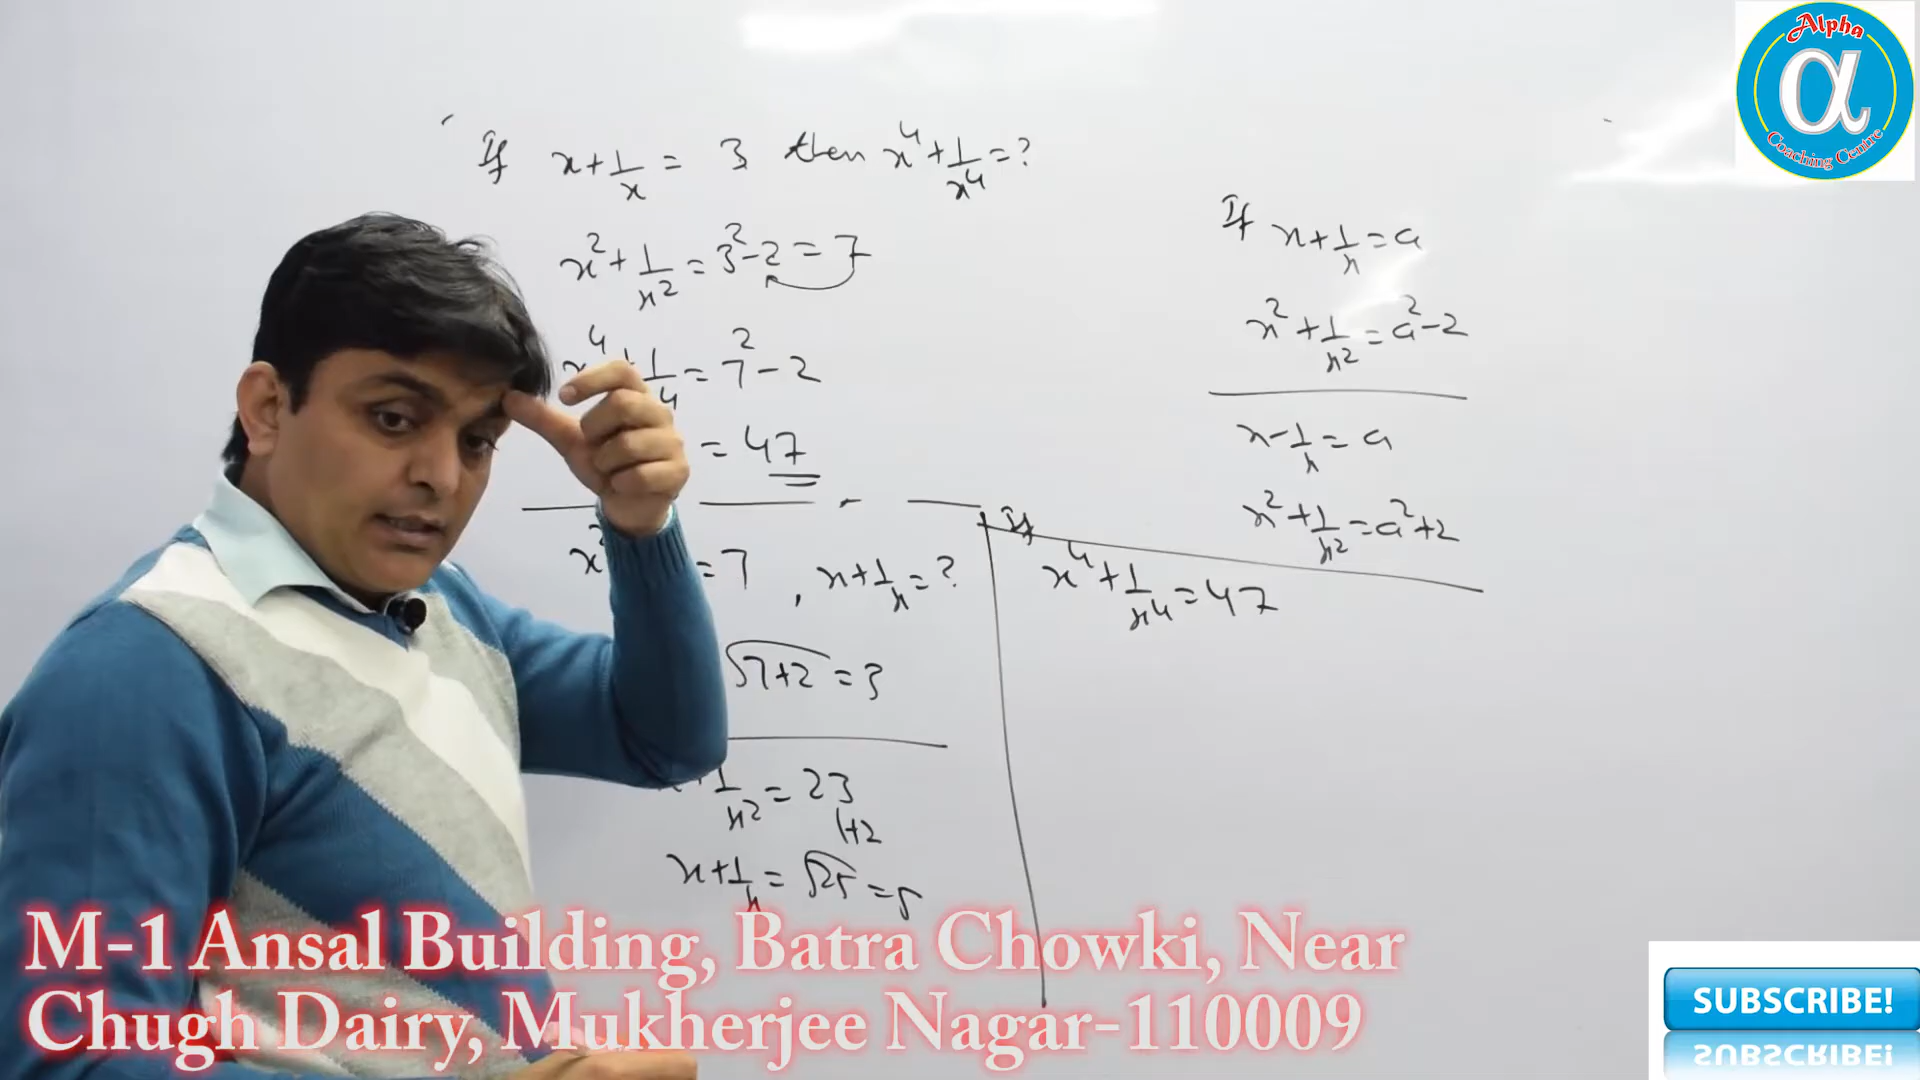 If x + 1/x = 3 then x⁴ + 1/x⁴ = ?
x² + 1/x² = 3² - 2 = 7
x⁴ + 1/4 = 7² - 2
= 47
x² = 7 , x + 1/x = ?
√7+2 = 3
+ 1/x² = 23
+2
x + 1/x = √25 = 5
If x + 1/x = a
x² + 1/x² = a² - 2
x - 1/x = a
x² + 1/x² = a² + 2
If
x⁴ + 1/x⁴ = 47
Alpha
α
Coaching Centre
M-1 Ansal Building, Batra Chowki, Near
Chugh Dairy, Mukherjee Nagar-110009
SUBSCRIBE!